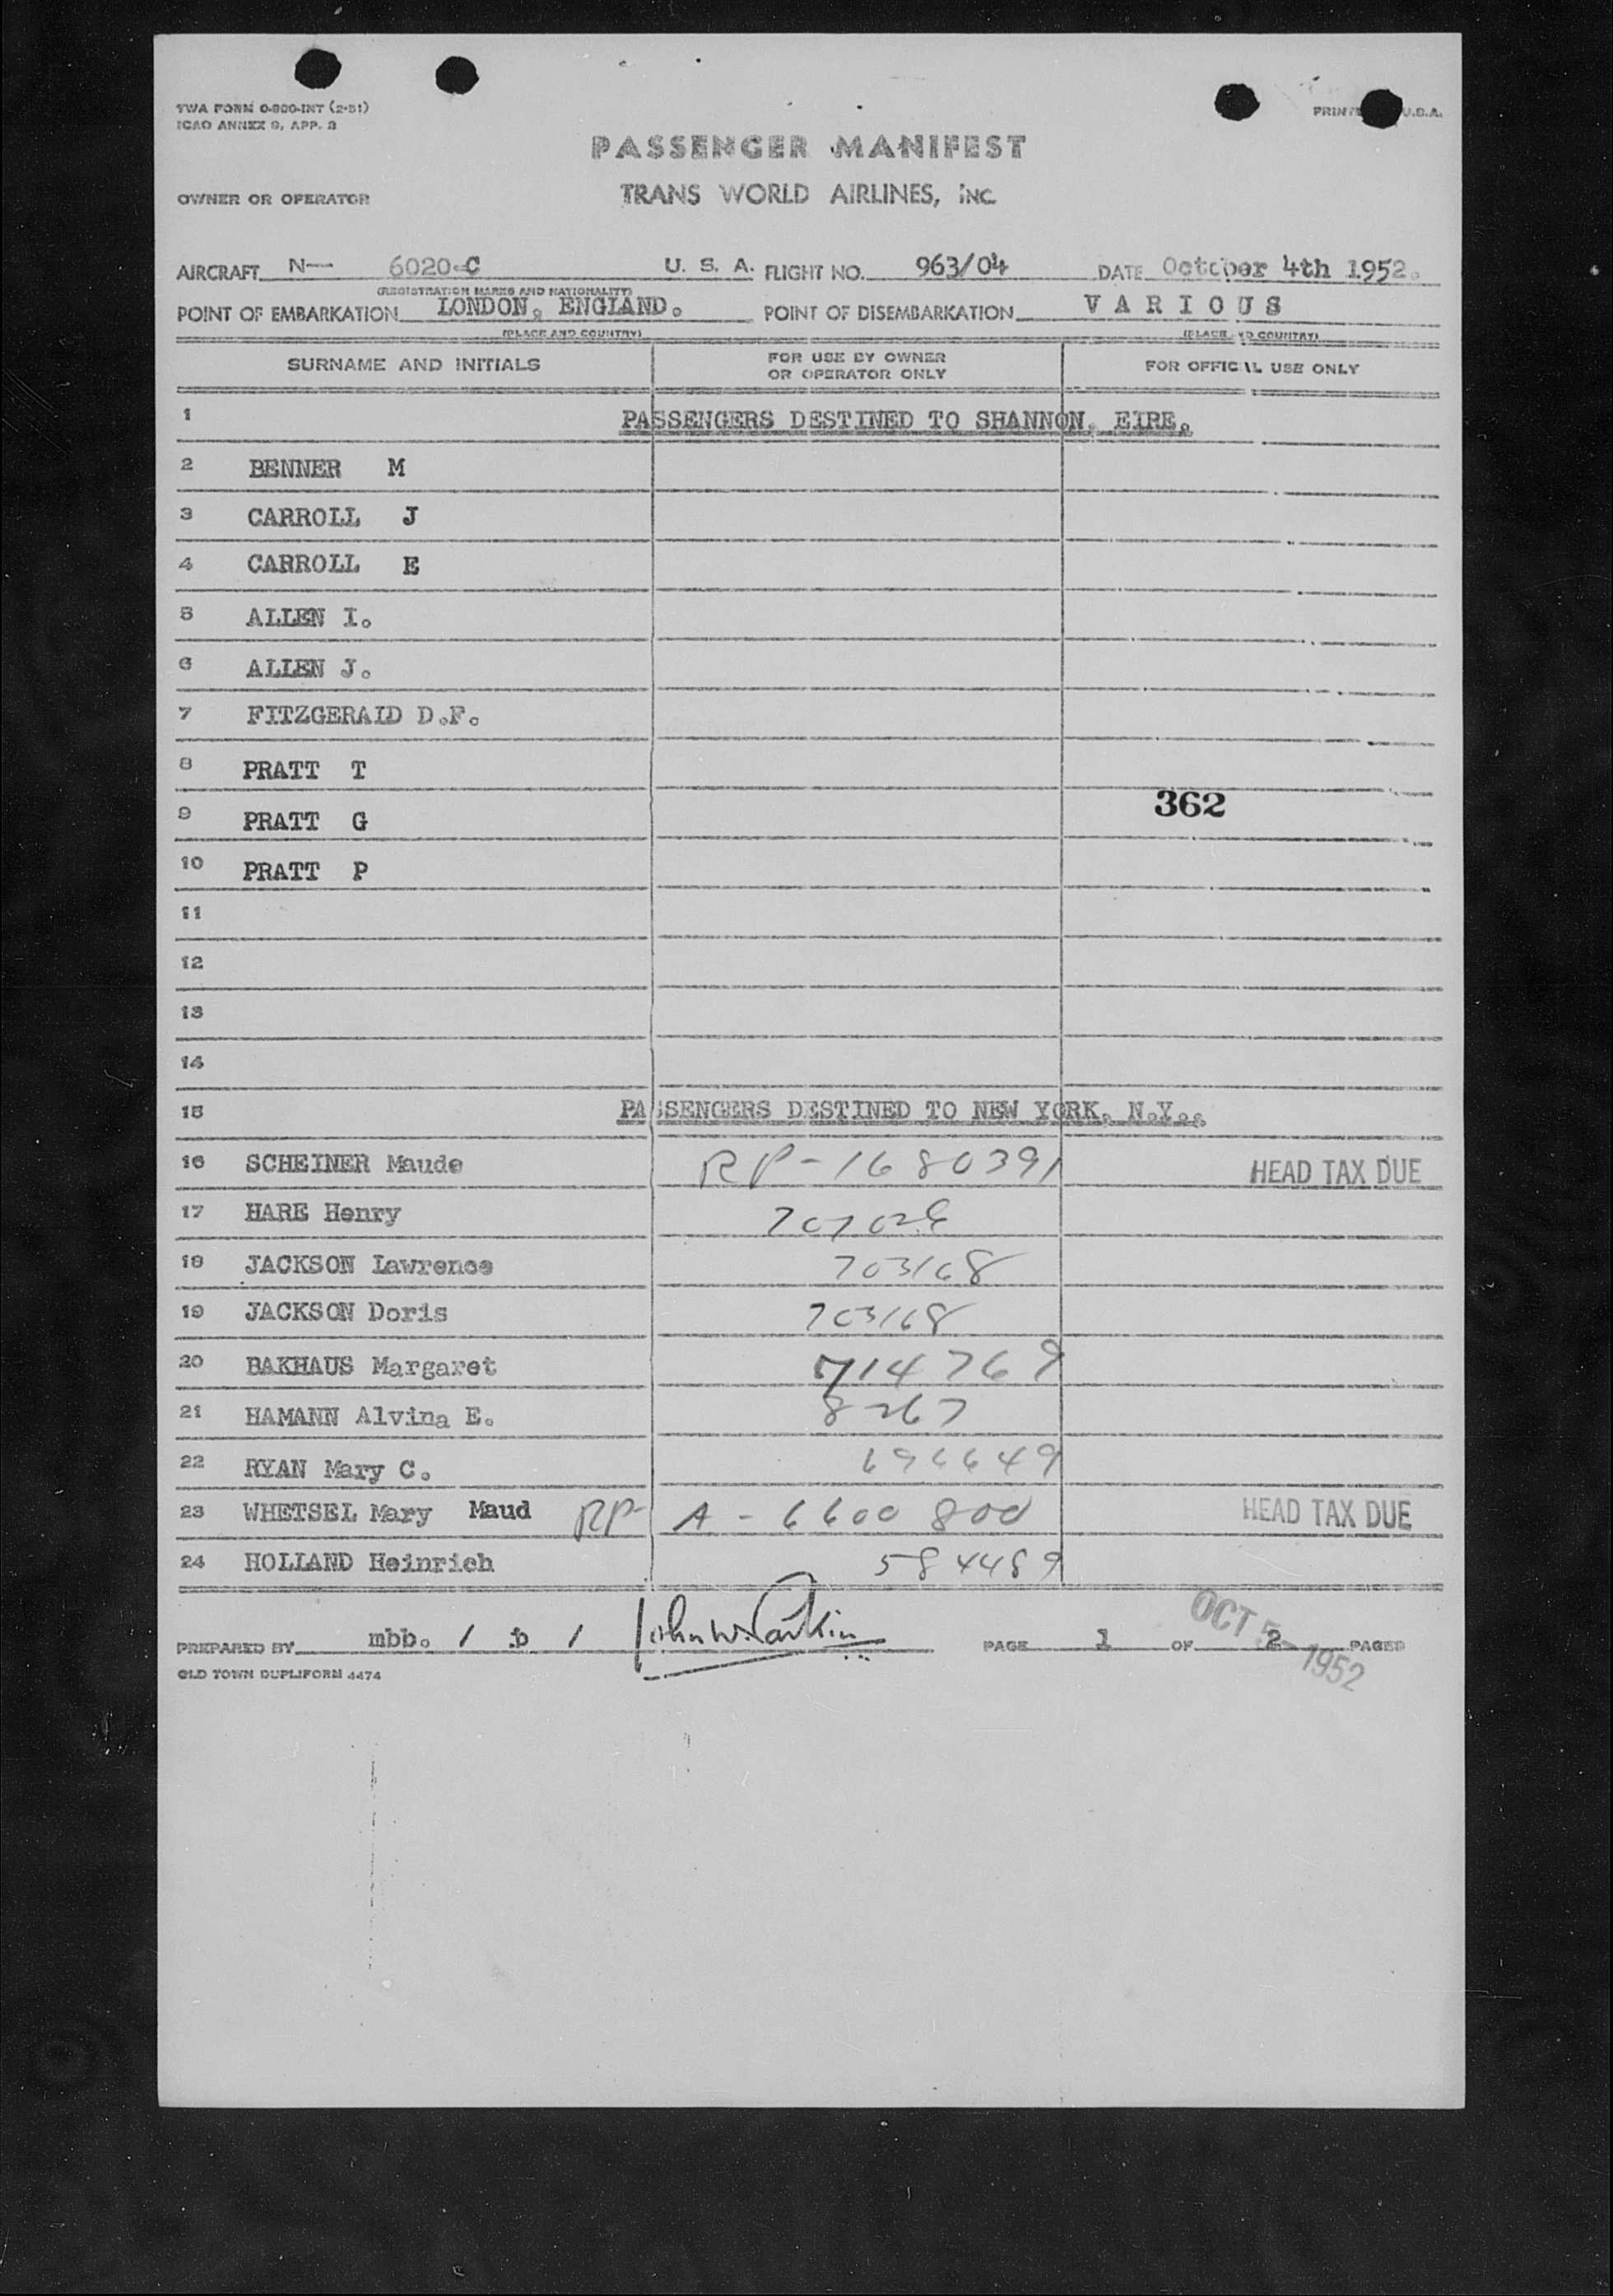 TWA FORM O-800-INT (2-51)
ICAO ANNEX 9, APP. 3
U.S.A.
PASSENGER MANIFEST
OWNER OR OPERATOR TRANS WORLD AIRLINES, INC.
AIRCRAFT N— 6020-C U. S. A. FLIGHT NO. 963/04 DATE October 4th 1952.
(REGISTRATION MARKS AND NATIONALITY)
POINT OF EMBARKATION LONDON, ENGLAND. POINT OF DISEMBARKATION VARIOUS
(PLACE AND COUNTRY) (PLACE AND COUNTRY)
SURNAME AND INITIALS FOR USE BY OWNER OR OPERATOR ONLY FOR OFFICIAL USE ONLY
1 PASSENGERS DESTINED TO SHANNON, EIRE.
2 BENNER M
3 CARROLL J
4 CARROLL E
5 ALLEN I.
6 ALLEN J.
7 FITZGERALD D.F.
8 PRATT T
362
9 PRATT G
10 PRATT P
11
12
13
14
15 PASSENGERS DESTINED TO NEW YORK, N.Y..
16 SCHEINER Maude RP-1680391 HEAD TAX DUE
17 HARE Henry
18 JACKSON Lawrence 703168
19 JACKSON Doris 703168
20 BAKHAUS Margaret 714769
21 HAMANN Alvina E. 8267
22 RYAN Mary C.
23 WHETSEL Mary Maud RP- A-6600800 HEAD TAX DUE
24 HOLLAND Heinrich 584489
PREPARED BY mbb. / b / John W. Larkin PAGE 1 OF 2 PAGES
OCT 5- 1952
OLD TOWN DUPLIFORM 4474